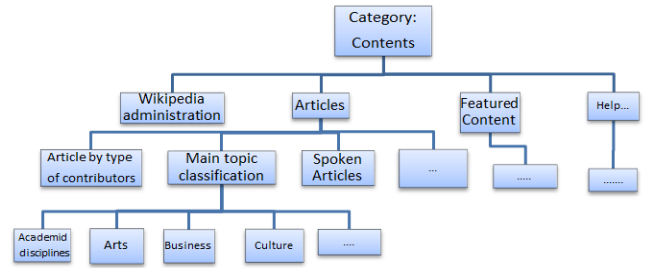 Category:
Contents
Wikipedia
administration
Articles
Featured
Content
Help...
Article by type
of contributors
Main topic
classification
Spoken
Articles
...
.....
.......
Academid
disciplines
Arts
Business
Culture
....